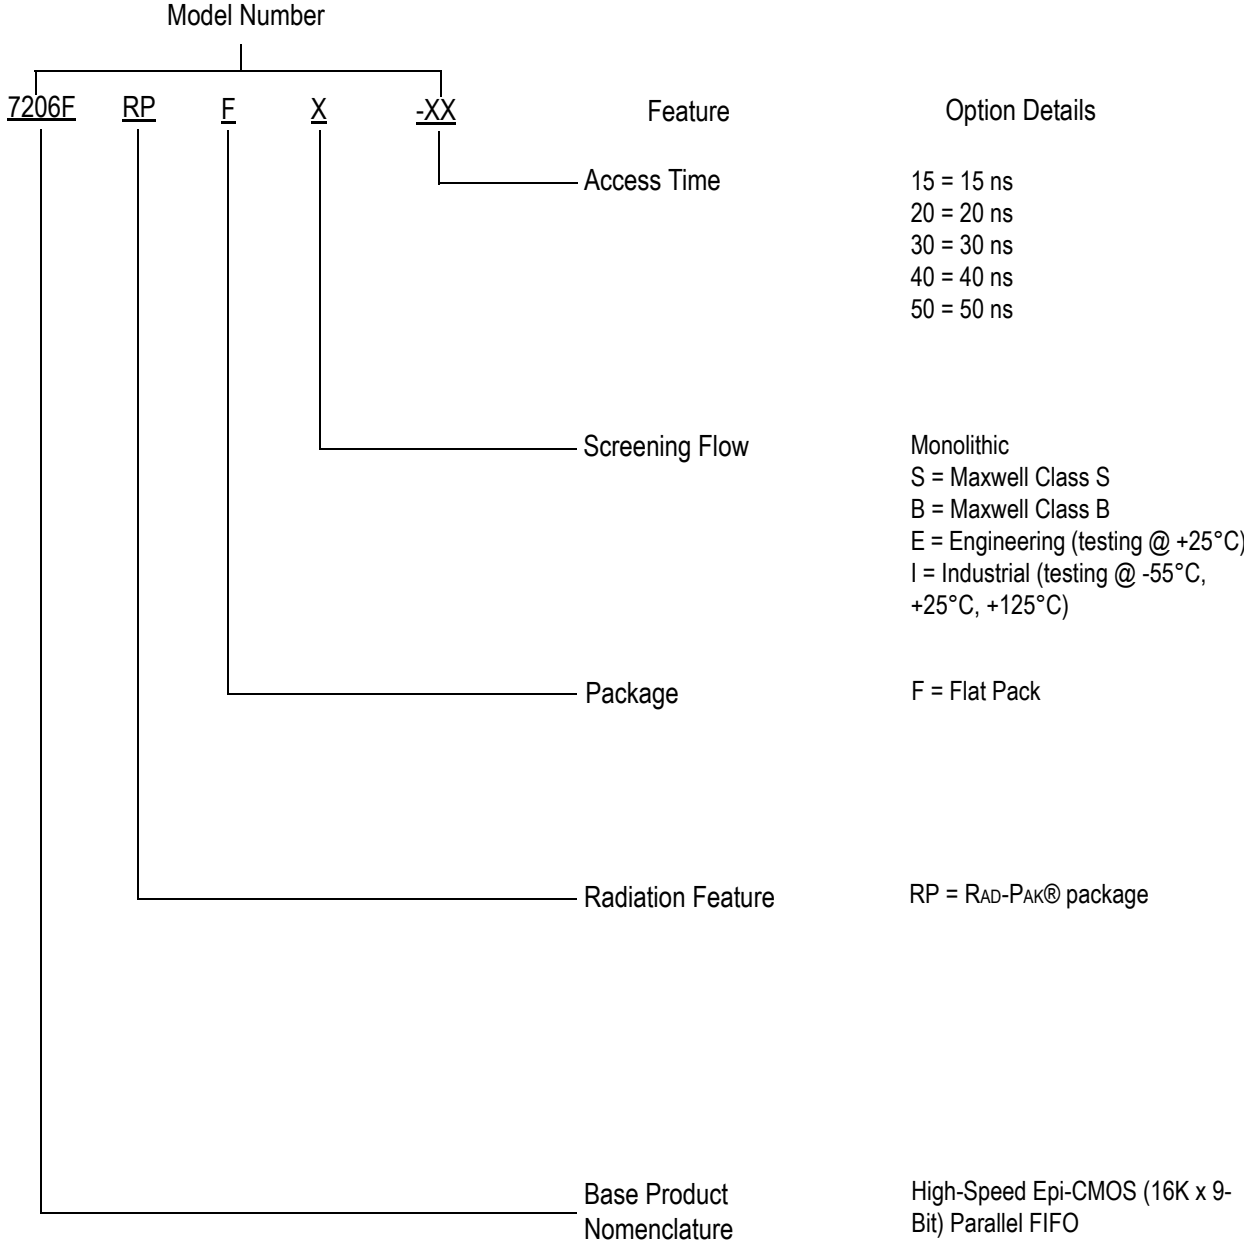 Model Number
7206F RP F X -XX Feature Option Details
Access Time 15 = 15 ns
20 = 20 ns
30 = 30 ns
40 = 40 ns
50 = 50 ns
Screening Flow Monolithic
S = Maxwell Class S
B = Maxwell Class B
E = Engineering (testing @ +25°C)
I = Industrial (testing @ -55°C,
+25°C, +125°C)
Package F = Flat Pack
Radiation Feature RP = RAD-PAK® package
Base Product High-Speed Epi-CMOS (16K x 9-
Nomenclature Bit) Parallel FIFO